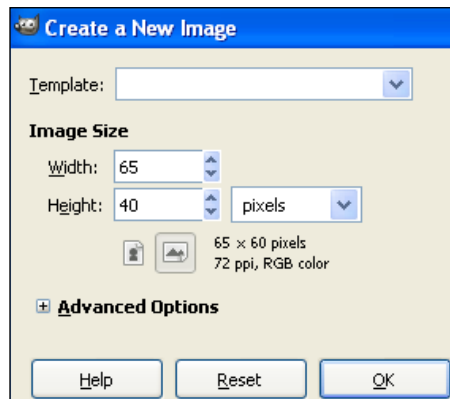 Create a New Image
Template:
Image Size
Width: 65
Height: 40 pixels
65 × 60 pixels
72 ppi, RGB color
Advanced Options
Help Reset OK